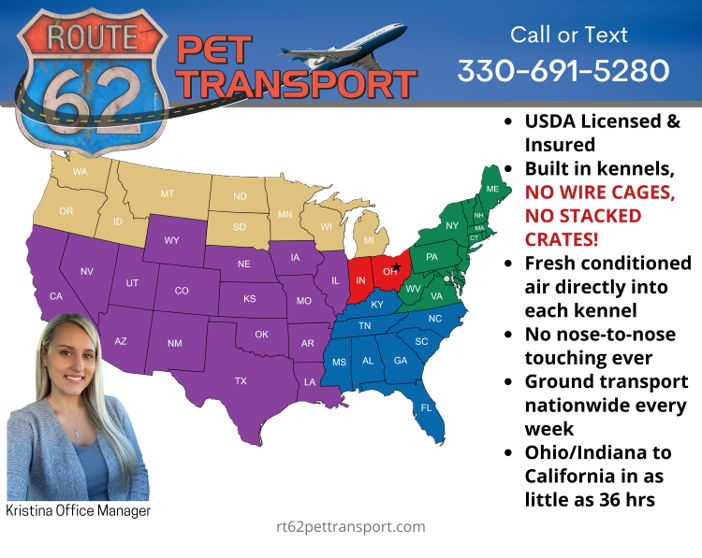 ROUTE
62
PET
TRANSPORT
Call or Text
330-691-5280
WA
OR
ID
MT
ND
SD
MN
WI
MI
WY
NV
CA
UT
CO
AZ
NM
NE
KS
OK
TX
IA
MO
AR
LA
IL
IN
OH
KY
TN
MS
AL
GA
FL
SC
NC
WV
VA
PA
NY
ME
NH
MA
CT
• USDA Licensed &
Insured
• Built in kennels,
NO WIRE CAGES,
NO STACKED
CRATES!
• Fresh conditioned
air directly into
each kennel
• No nose-to-nose
touching ever
• Ground transport
nationwide every
week
• Ohio/Indiana to
California in as
little as 36 hrs
Kristina Office Manager
rt62pettransport.com